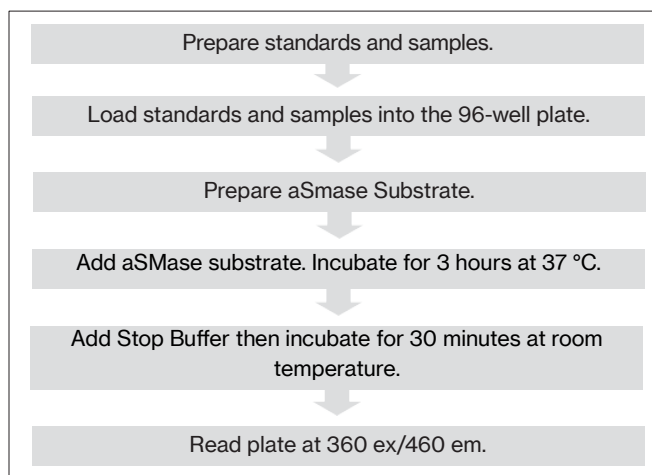 Prepare standards and samples.
Load standards and samples into the 96-well plate.
Prepare aSmase Substrate.
Add aSMase substrate. Incubate for 3 hours at 37 °C.
Add Stop Buffer then incubate for 30 minutes at room
temperature.
Read plate at 360 ex/460 em.